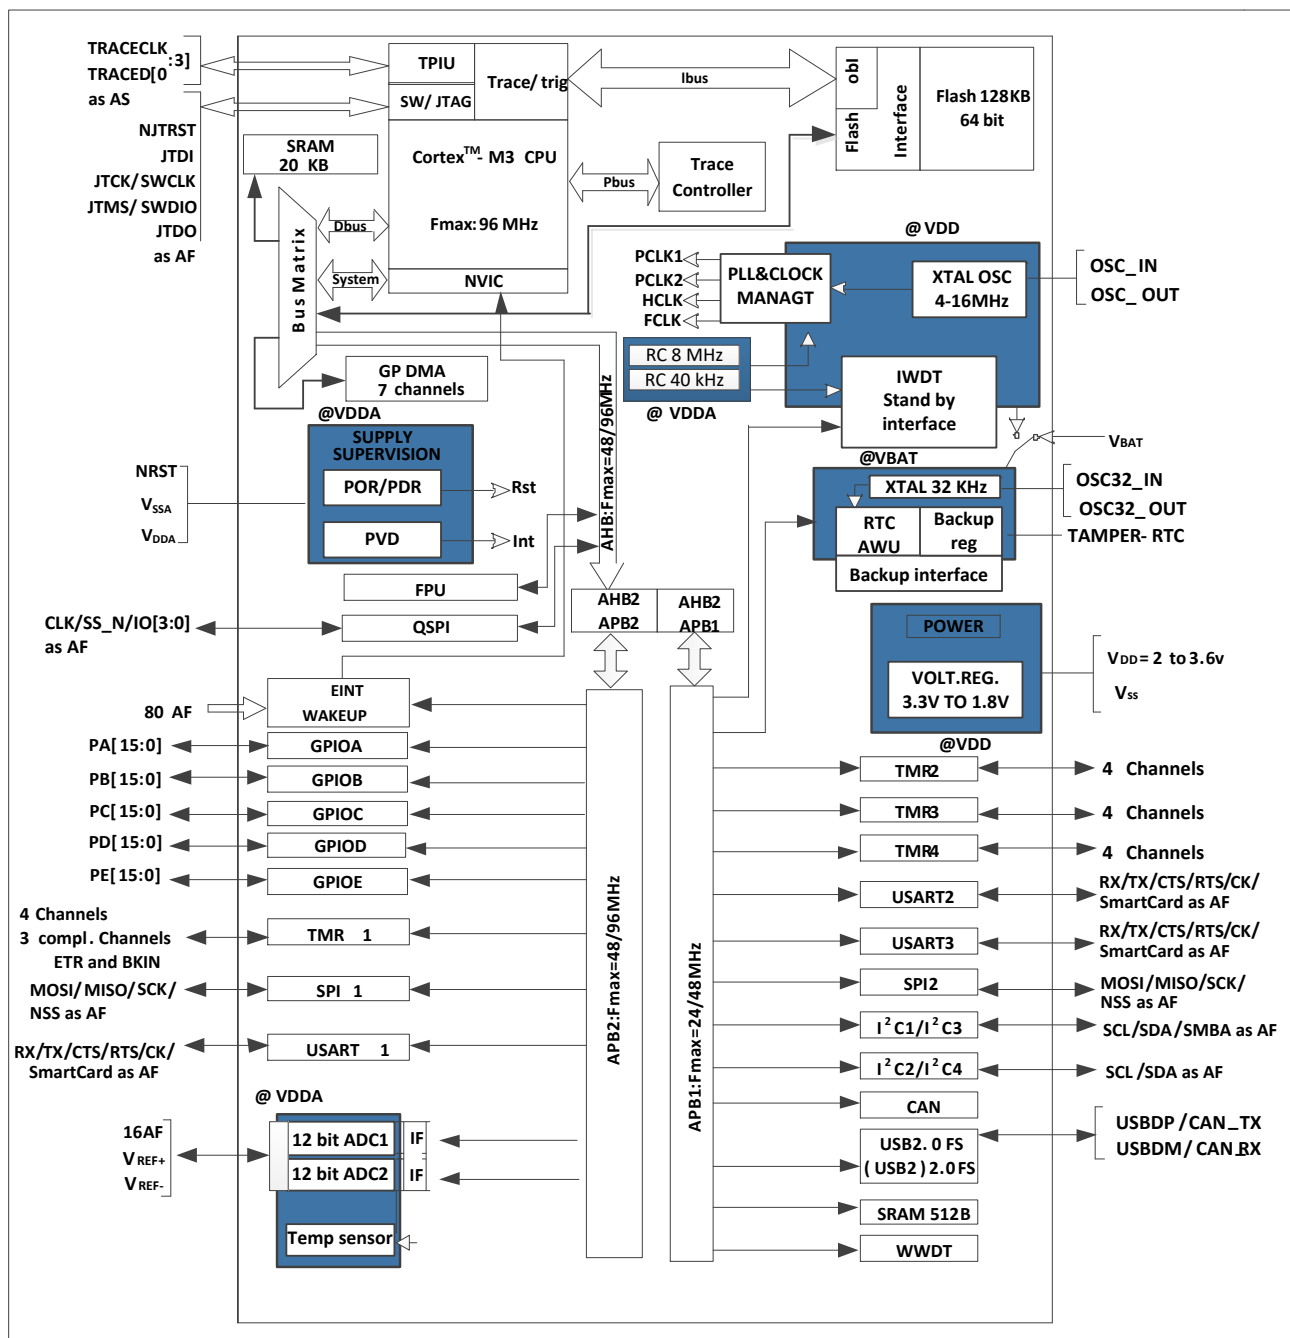 TRACECLK
:3]
TRACED[0
as AS
NJTRST
JTDI
JTCK/SWCLK
JTMS/SWDIO
JTDO
as AF
TPIU
SW/JTAG
Trace/trig
Ibus
obl
Flash
Interface
Flash 128KB
64 bit
SRAM
20 KB
Cortex™-M3 CPU
Fmax:96 MHz
NVIC
Pbus
Trace
Controller
Bus Matrix
Dbus
System
@VDD
PCLK1
PCLK2
HCLK
FCLK
PLL&CLOCK
MANAGT
XTAL OSC
4-16MHz
OSC_IN
OSC_OUT
RC 8 MHz
RC 40 kHz
@ VDDA
IWDT
Stand by
interface
GP DMA
7 channels
AHB:Fmax=48/96MHz
@VDDA
SUPPLY
SUPERVISION
POR/PDR
Rst
PVD
Int
NRST
VSSA
VDDA
VBAT
@VBAT
XTAL 32 KHz
OSC32_IN
OSC32_OUT
RTC
AWU
Backup
reg
TAMPER-RTC
Backup interface
FPU
QSPI
CLK/SS_N/IO[3:0]
as AF
AHB2
APB2
AHB2
APB1
POWER
VOLT.REG.
3.3V TO 1.8V
VDD=2 to 3.6v
VSS
@VDD
80 AF
EINT
WAKEUP
PA[15:0]
GPIOA
PB[15:0]
GPIOB
PC[15:0]
GPIOC
PD[15:0]
GPIOD
PE[15:0]
GPIOE
4 Channels
3 compl. Channels
ETR and BKIN
TMR 1
MOSI/MISO/SCK/
NSS as AF
SPI 1
RX/TX/CTS/RTS/CK/
SmartCard as AF
USART 1
@ VDDA
16AF
VREF+
VREF-
12 bit ADC1
IF
12 bit ADC2
IF
Temp sensor
APB2:Fmax=48/96MHz
APB1:Fmax=24/48MHz
TMR2
4 Channels
TMR3
4 Channels
TMR4
4 Channels
USART2
RX/TX/CTS/RTS/CK/
SmartCard as AF
USART3
RX/TX/CTS/RTS/CK/
SmartCard as AF
SPI2
MOSI/MISO/SCK/
NSS as AF
I²C1/I²C3
SCL/SDA/SMBA as AF
I²C2/I²C4
SCL/SDA as AF
CAN
USB2.0 FS
(USB2) 2.0 FS
USBDP/CAN_TX
USBDM/CAN_RX
SRAM 512B
WWDT